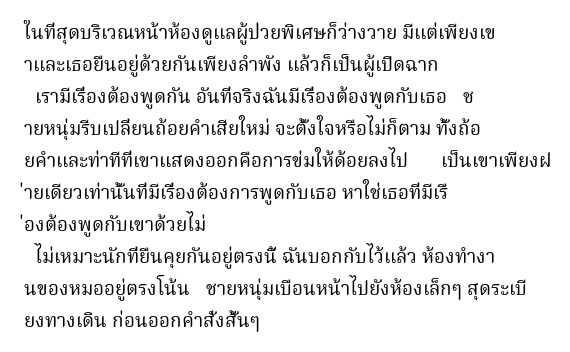 ในที่สุดบริเวณหน้าห้องดูแลผู้ป่วยพิเศษก็ว่างวาย มีแต่เพียงเข
าและเธอยืนอยู่ด้วยกันเพียงลำพัง แล้วก็เป็นผู้เปิดฉาก
เรามีเรื่องต้องพูดกัน อันที่จริงฉันมีเรื่องต้องพูดกับเธอ ช
ายหนุ่มรีบเปลี่ยนถ้อยคำเสียใหม่ จะตั้งใจหรือไม่ก็ตาม ทั้งถ้อ
ยคำและท่าทีที่เขาแสดงออกคือการข่มให้ด้อยลงไป เป็นเขาเพียงฝ
่ายเดียวเท่านั้นที่มีเรื่องต้องการพูดกับเธอ หาใช่เธอที่มีเรื
่องต้องพูดกับเขาด้วยไม่
ไม่เหมาะนักที่ยืนคุยกันอยู่ตรงนี้ ฉันบอกกับไว้แล้ว ห้องทำงา
นของหมออยู่ตรงโน้น ชายหนุ่มเบือนหน้าไปยังห้องเล็กๆ สุดระเบี
ยงทางเดิน ก่อนออกคำสั่งสั้นๆ